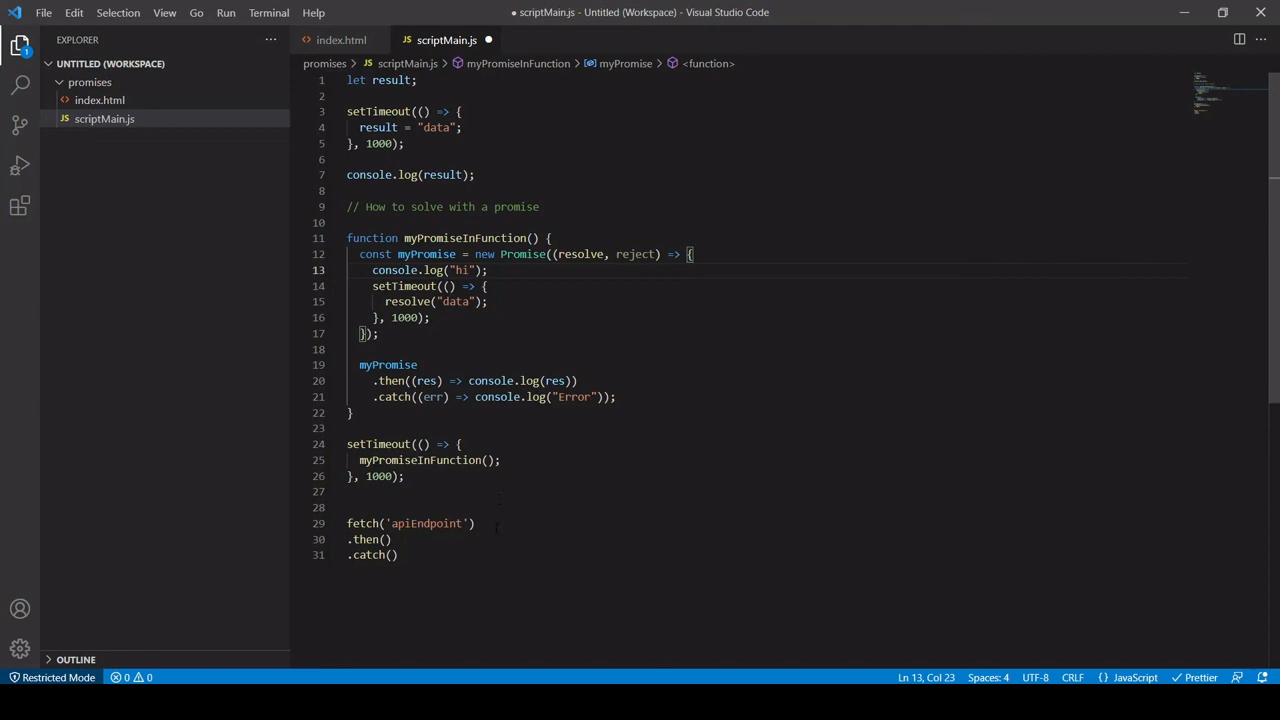 File Edit Selection View Go Run Terminal Help
● scriptMain.js - Untitled (Workspace) - Visual Studio Code
EXPLORER
UNTITLED (WORKSPACE)
promises
index.html
JS scriptMain.js
OUTLINE
1
index.html JS scriptMain.js
promises > JS scriptMain.js > myPromiseInFunction > myPromise > <function>
1 let result;
2
3 setTimeout(() => {
4 result = "data";
5 }, 1000);
6
7 console.log(result);
8
9 // How to solve with a promise
10
11 function myPromiseInFunction() {
12 const myPromise = new Promise((resolve, reject) => {
13 console.log("hi");
14 setTimeout(() => {
15 resolve("data");
16 }, 1000);
17 });
18
19 myPromise
20 .then((res) => console.log(res))
21 .catch((err) => console.log("Error"));
22 }
23
24 setTimeout(() => {
25 myPromiseInFunction();
26 }, 1000);
27
28
29 fetch('apiEndpoint')
30 .then()
31 .catch()
Restricted Mode 0 0 Ln 13, Col 23 Spaces: 4 UTF-8 CRLF {} JavaScript Prettier